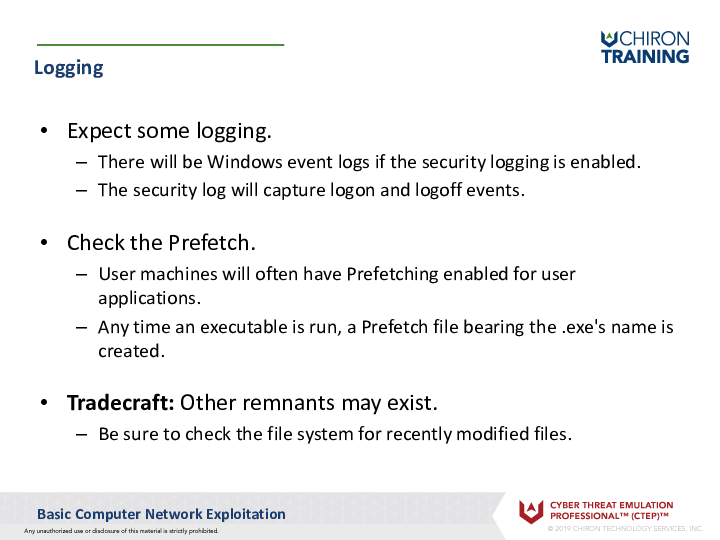 CHIRON
TRAINING
Logging
• Expect some logging.
– There will be Windows event logs if the security logging is enabled.
– The security log will capture logon and logoff events.
• Check the Prefetch.
– User machines will often have Prefetching enabled for user
applications.
– Any time an executable is run, a Prefetch file bearing the .exe's name is
created.
• Tradecraft: Other remnants may exist.
– Be sure to check the file system for recently modified files.
Basic Computer Network Exploitation
Any unauthorized use or disclosure of this material is strictly prohibited.
CYBER THREAT EMULATION
PROFESSIONAL™ (CTEP)™
© 2019 CHIRON TECHNOLOGY SERVICES, INC.